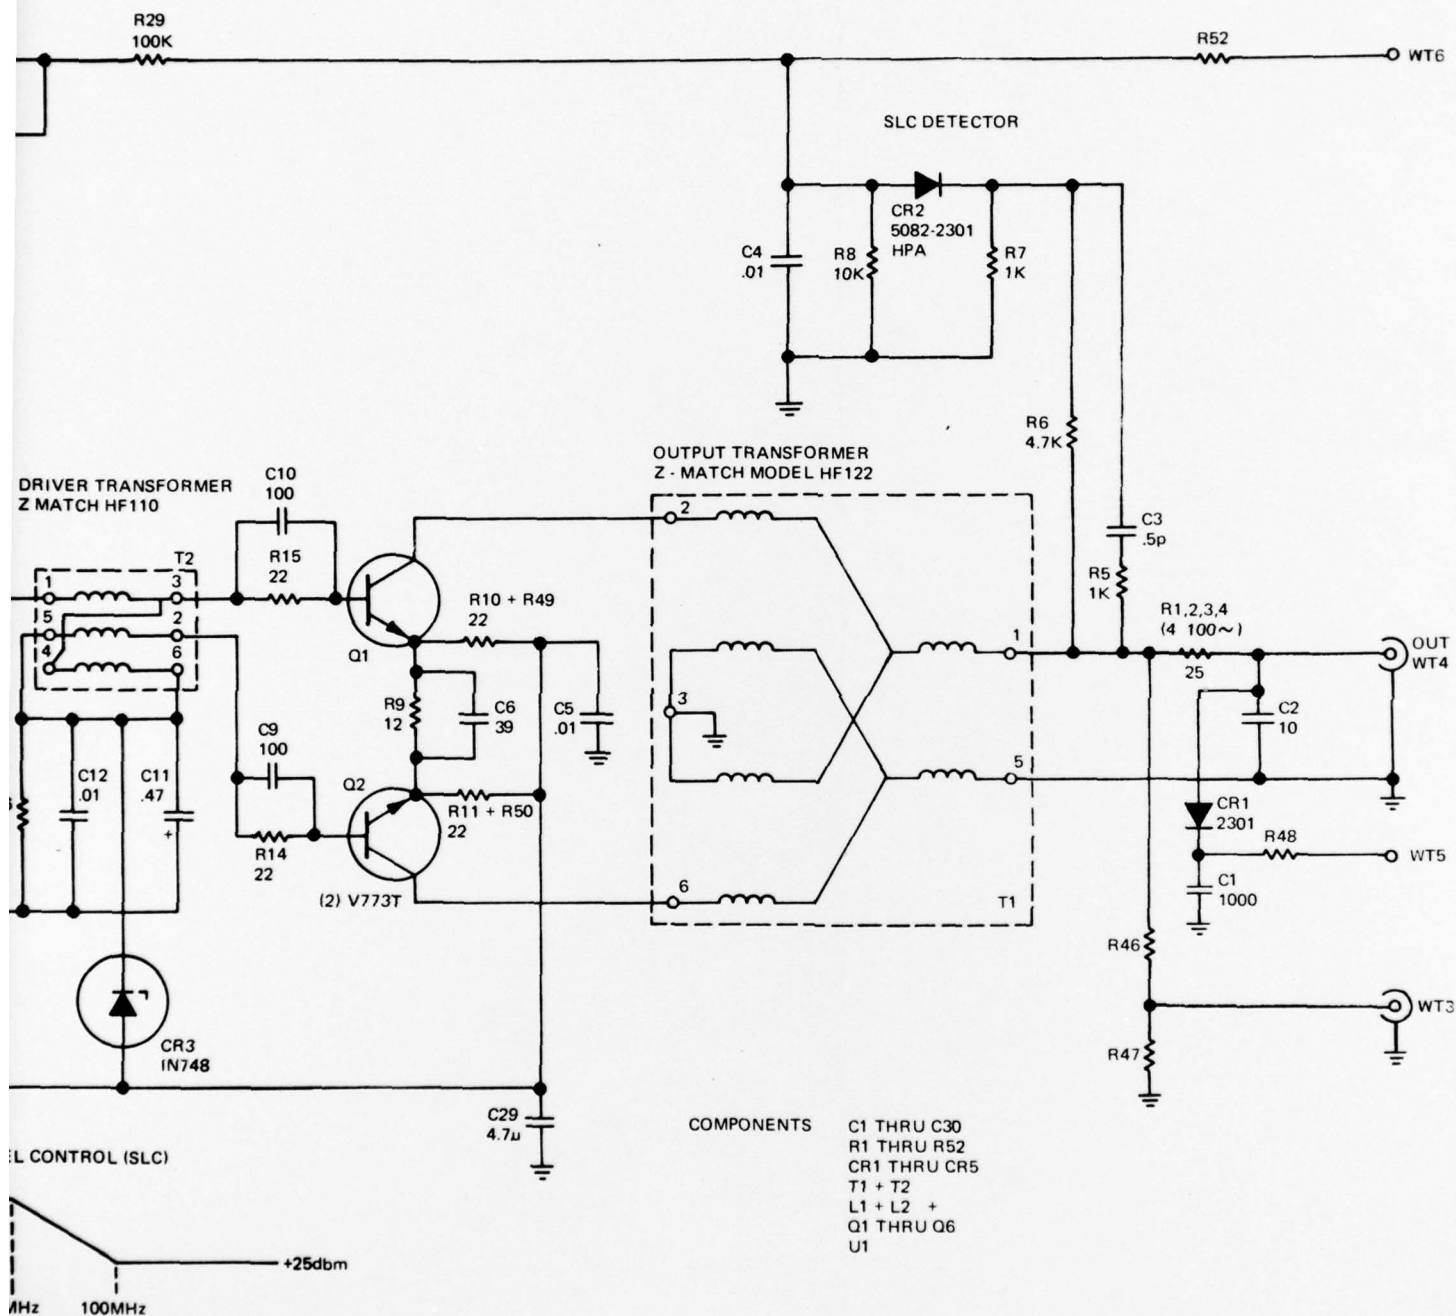 R29
100K
R52
WT6
SLC DETECTOR
CR2
5082-2301
HPA
C4
.01
R8
10K
R7
1K
R6
4.7K
OUTPUT TRANSFORMER
Z - MATCH MODEL HF122
DRIVER TRANSFORMER
Z MATCH HF110
C10
100
R15
22
T2
1
3
5
2
4
6
Q1
R10 + R49
22
2
C3
.5p
R5
1K
R1,2,3,4
(4 100~)
25
1
OUT
WT4
3
R9
12
C6
39
C5
.01
C9
100
C12
.01
C11
.47
+
Q2
R11 + R50
22
R14
22
(2) V773T
5
6
T1
C2
10
CR1
2301
R48
WT5
C1
1000
R46
WT3
R47
CR3
IN748
C29
4.7μ
COMPONENTS
C1 THRU C30
R1 THRU R52
CR1 THRU CR5
T1 + T2
L1 + L2 +
Q1 THRU Q6
U1
L CONTROL (SLC)
+25dbm
MHz
100MHz